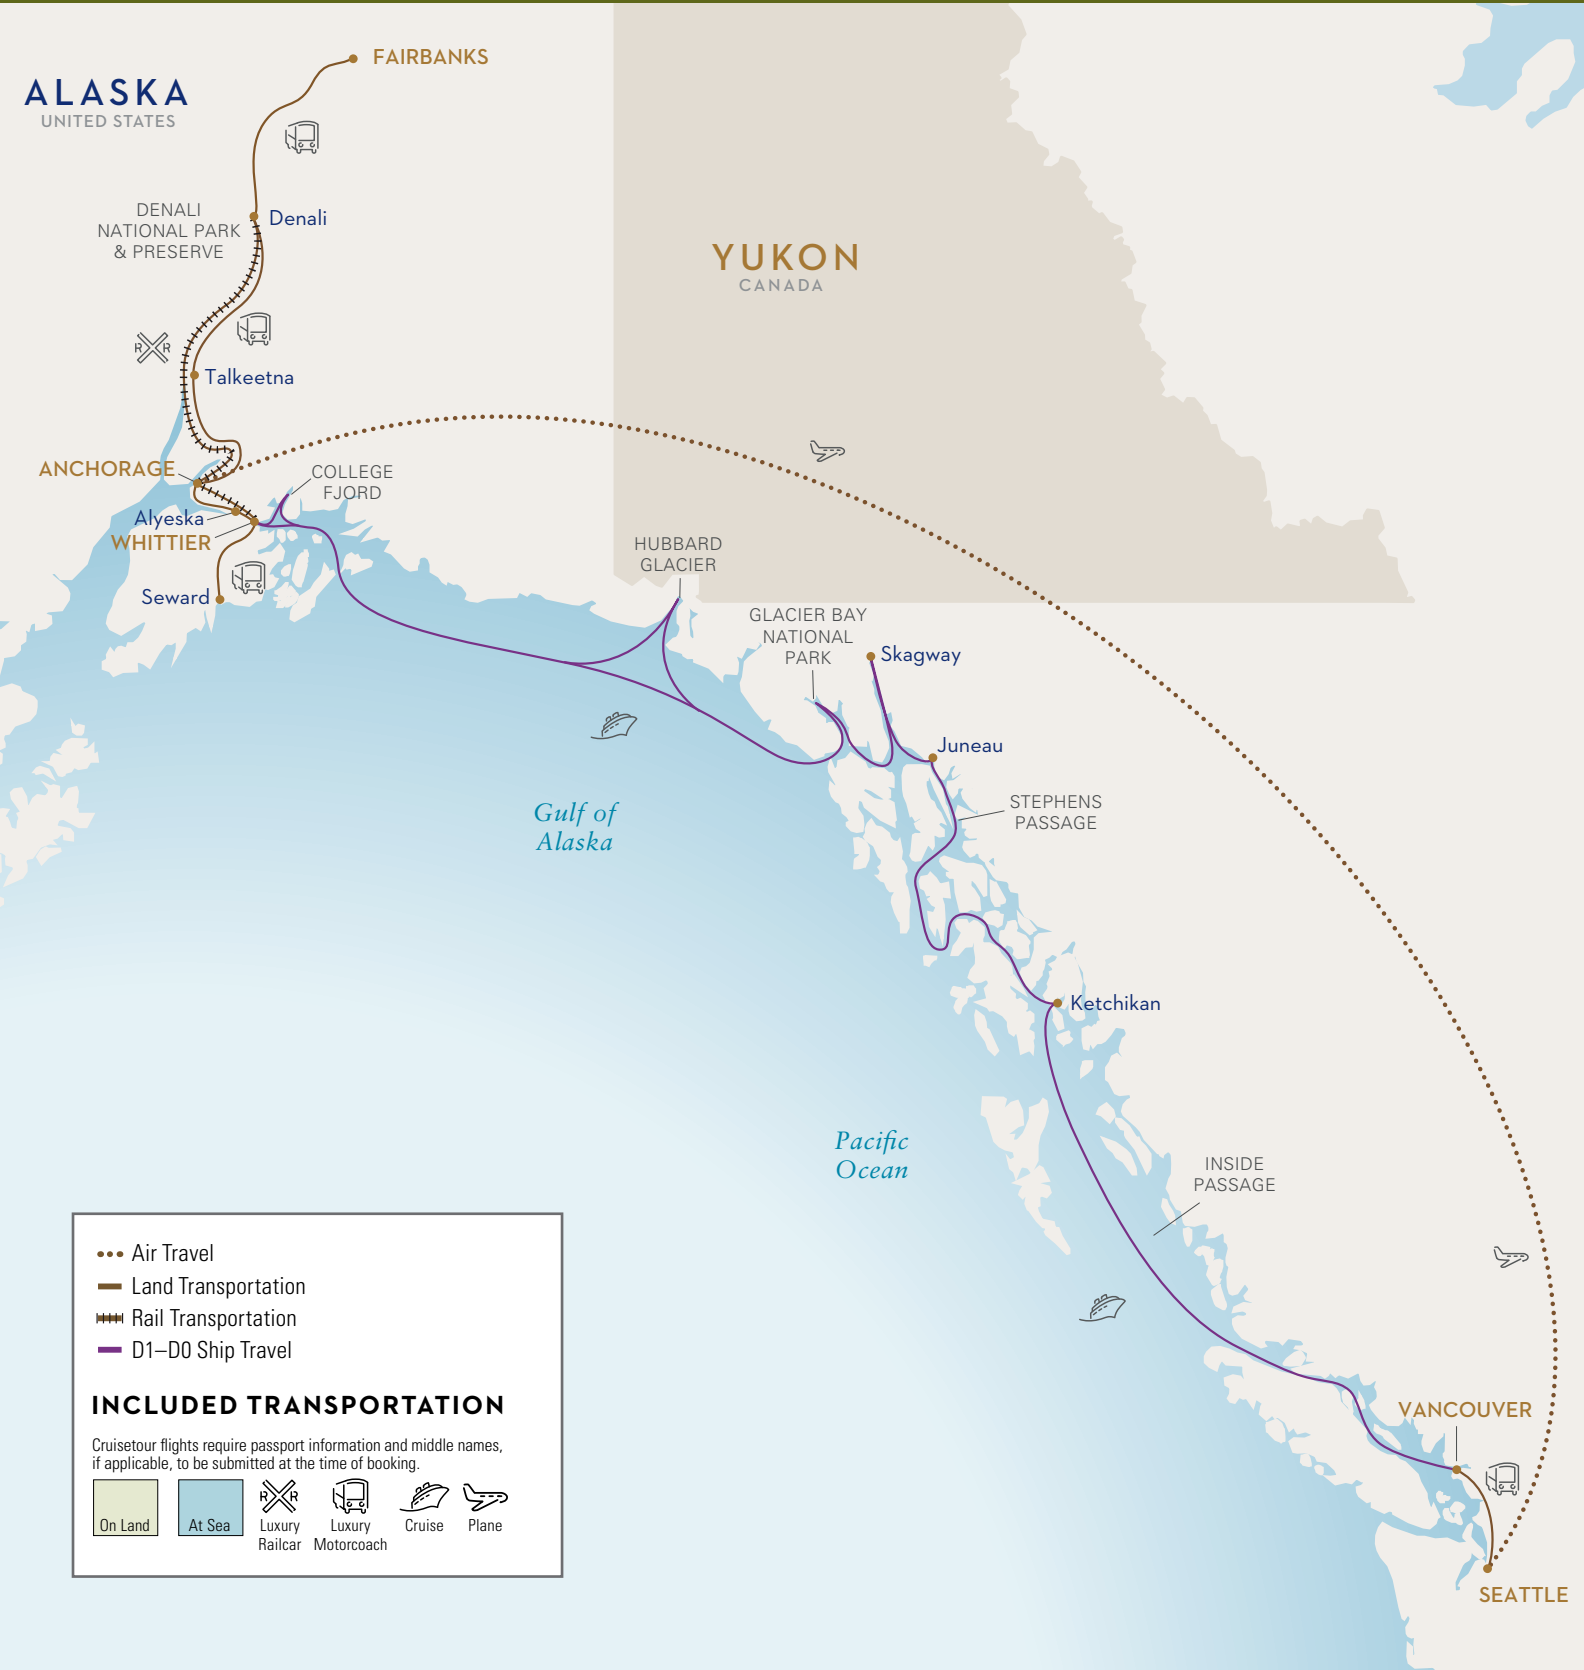 FAIRBANKS
ALASKA
UNITED STATES
DENALI
NATIONAL PARK
& PRESERVE
Denali
YUKON
CANADA
R R
Talkeetna
ANCHORAGE
COLLEGE
FJORD
Alyeska
WHITTIER
Seward
HUBBARD
GLACIER
GLACIER BAY
NATIONAL
PARK
Skagway
Juneau
STEPHENS
PASSAGE
Gulf of
Alaska
Ketchikan
Pacific
Ocean
INSIDE
PASSAGE
VANCOUVER
SEATTLE
Air Travel
Land Transportation
Rail Transportation
D1–D0 Ship Travel
INCLUDED TRANSPORTATION
Cruisetour flights require passport information and middle names,
if applicable, to be submitted at the time of booking.
R R
On Land
At Sea
Luxury
Railcar
Luxury
Motorcoach
Cruise
Plane